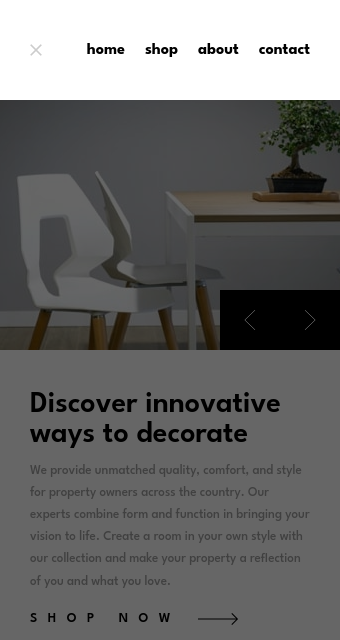 home shop about contact
Discover innovative
ways to decorate
We provide unmatched quality, comfort, and style
for property owners across the country. Our
experts combine form and function in bringing your
vision to life. Create a room in your own style with
our collection and make your property a reflection
of you and what you love.
SHOP NOW